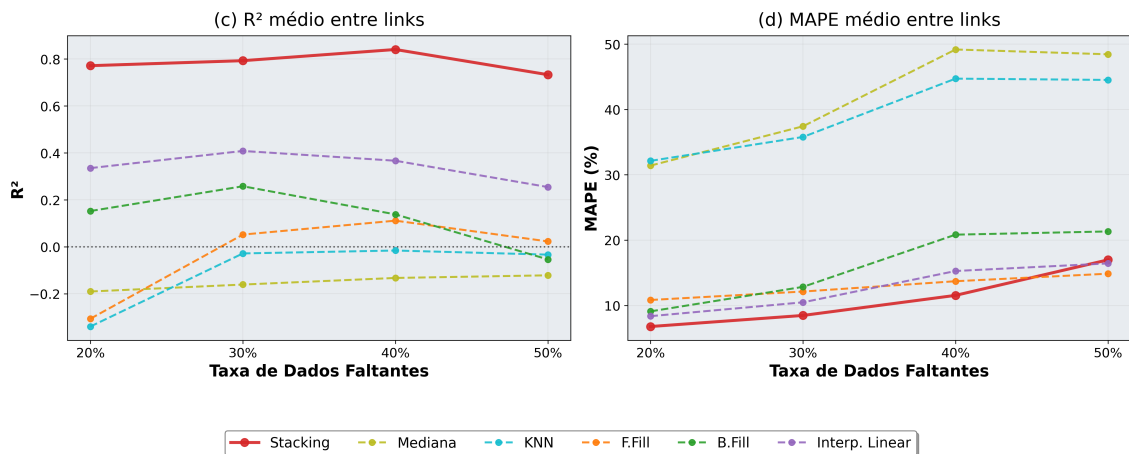 (c) R² médio entre links
(d) MAPE médio entre links
R²
0.8
0.6
0.4
0.2
0.0
−0.2
20%
30%
40%
50%
Taxa de Dados Faltantes
MAPE (%)
50
40
30
20
10
20%
30%
40%
50%
Taxa de Dados Faltantes
Stacking Mediana KNN F.Fill B.Fill Interp. Linear